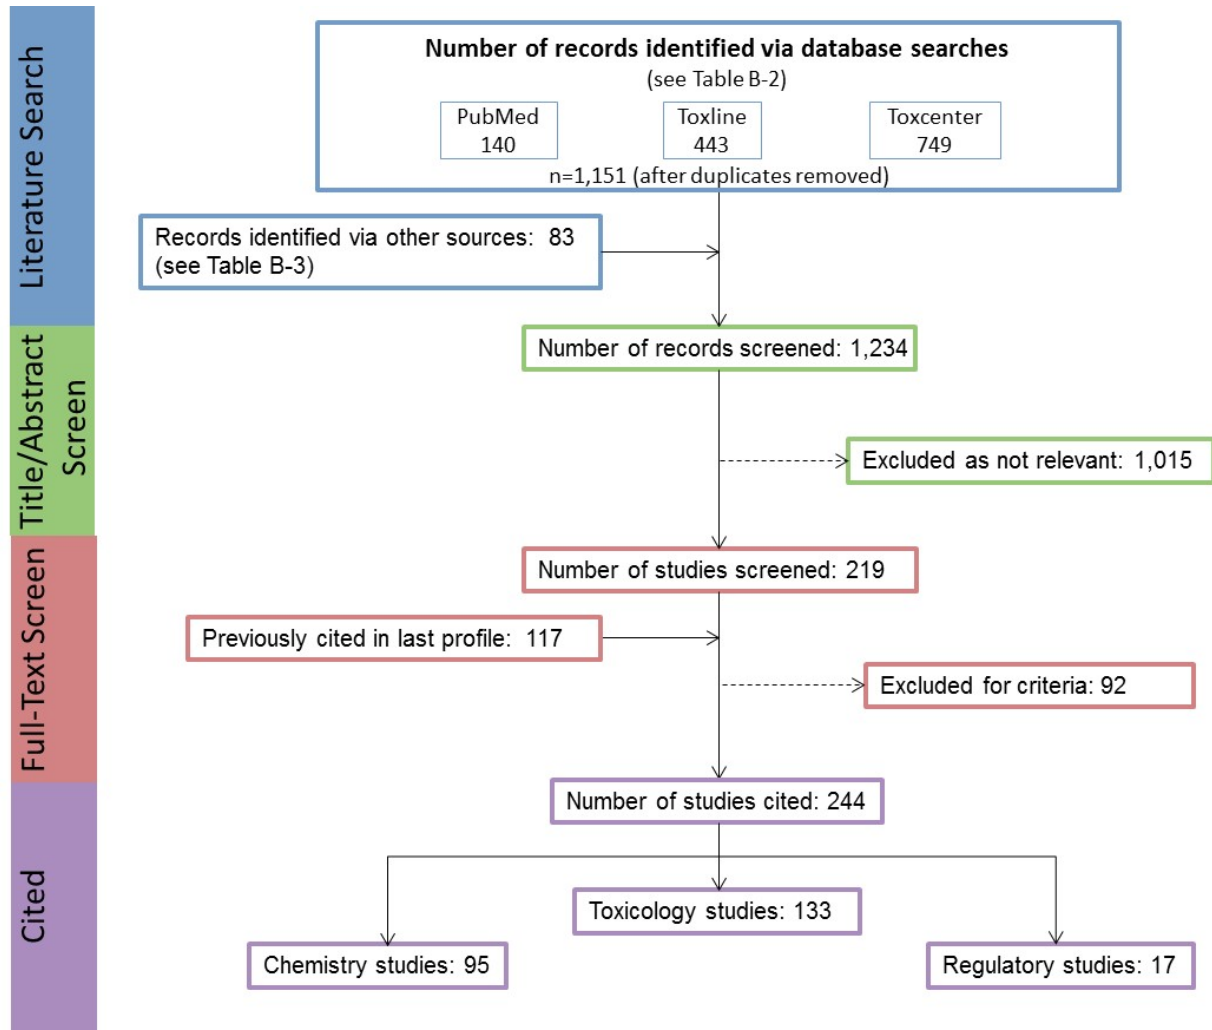 Literature Search
Number of records identified via database searches
(see Table B-2)
PubMed
140
Toxline
443
Toxcenter
749
n=1,151 (after duplicates removed)
Records identified via other sources: 83
(see Table B-3)
Title/Abstract
Screen
Number of records screened: 1,234
Excluded as not relevant: 1,015
Full-Text Screen
Number of studies screened: 219
Previously cited in last profile: 117
Excluded for criteria: 92
Cited
Number of studies cited: 244
Toxicology studies: 133
Chemistry studies: 95
Regulatory studies: 17